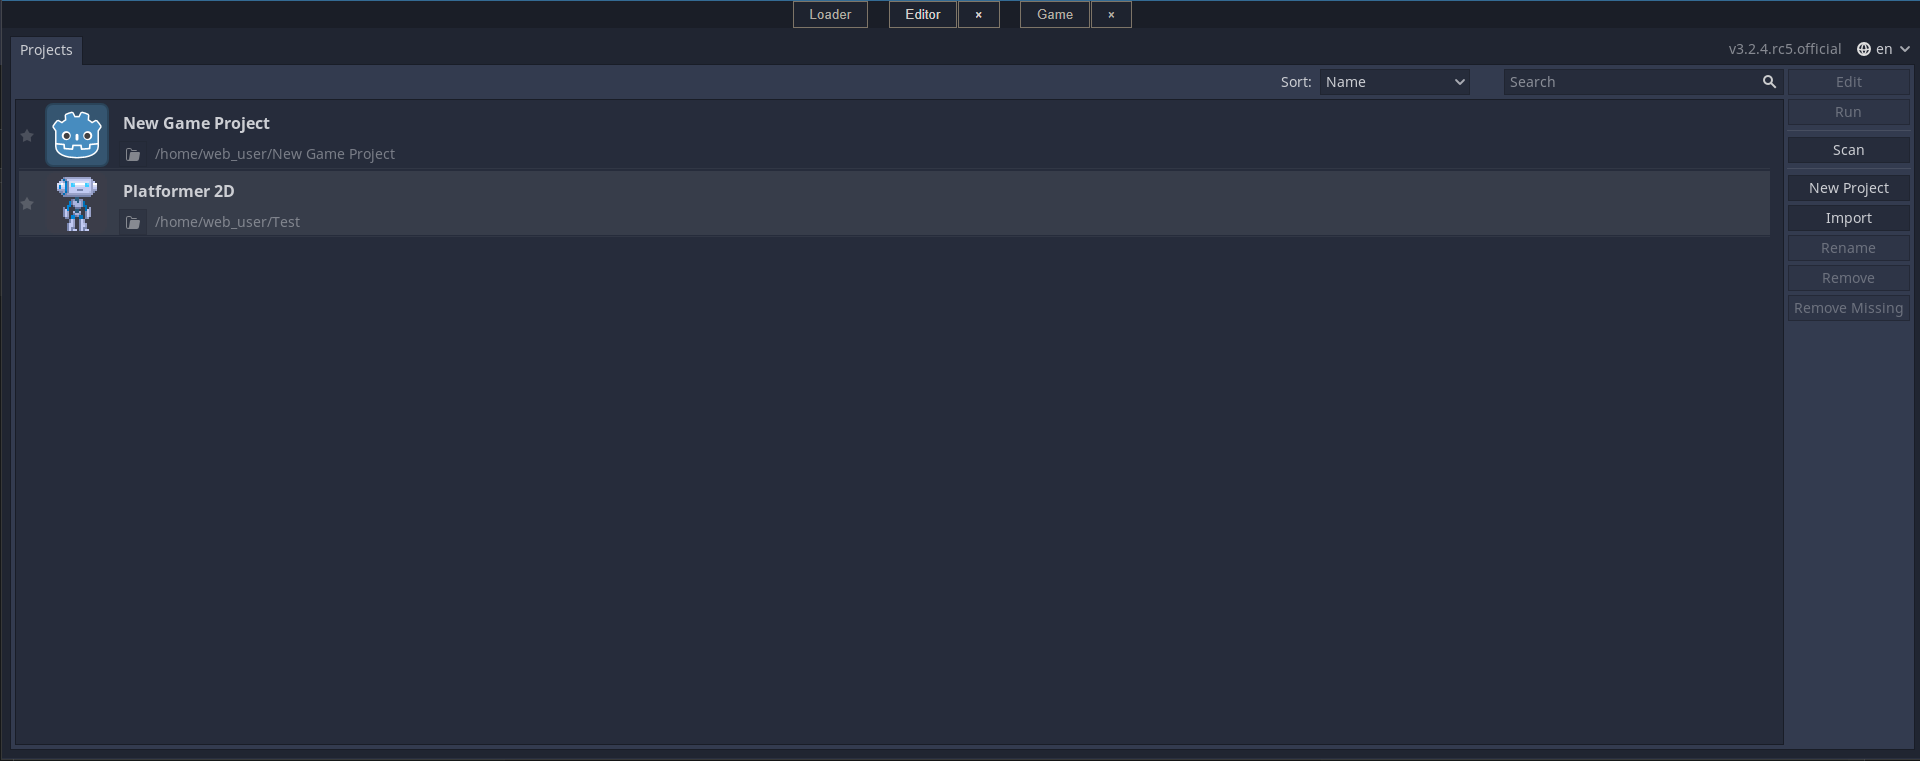 Loader Editor × Game ×
Projects v3.2.4.rc5.official en
Sort: Name Search Edit
Run
New Game Project
/home/web_user/New Game Project
Scan
Platformer 2D
/home/web_user/Test
New Project
Import
Rename
Remove
Remove Missing